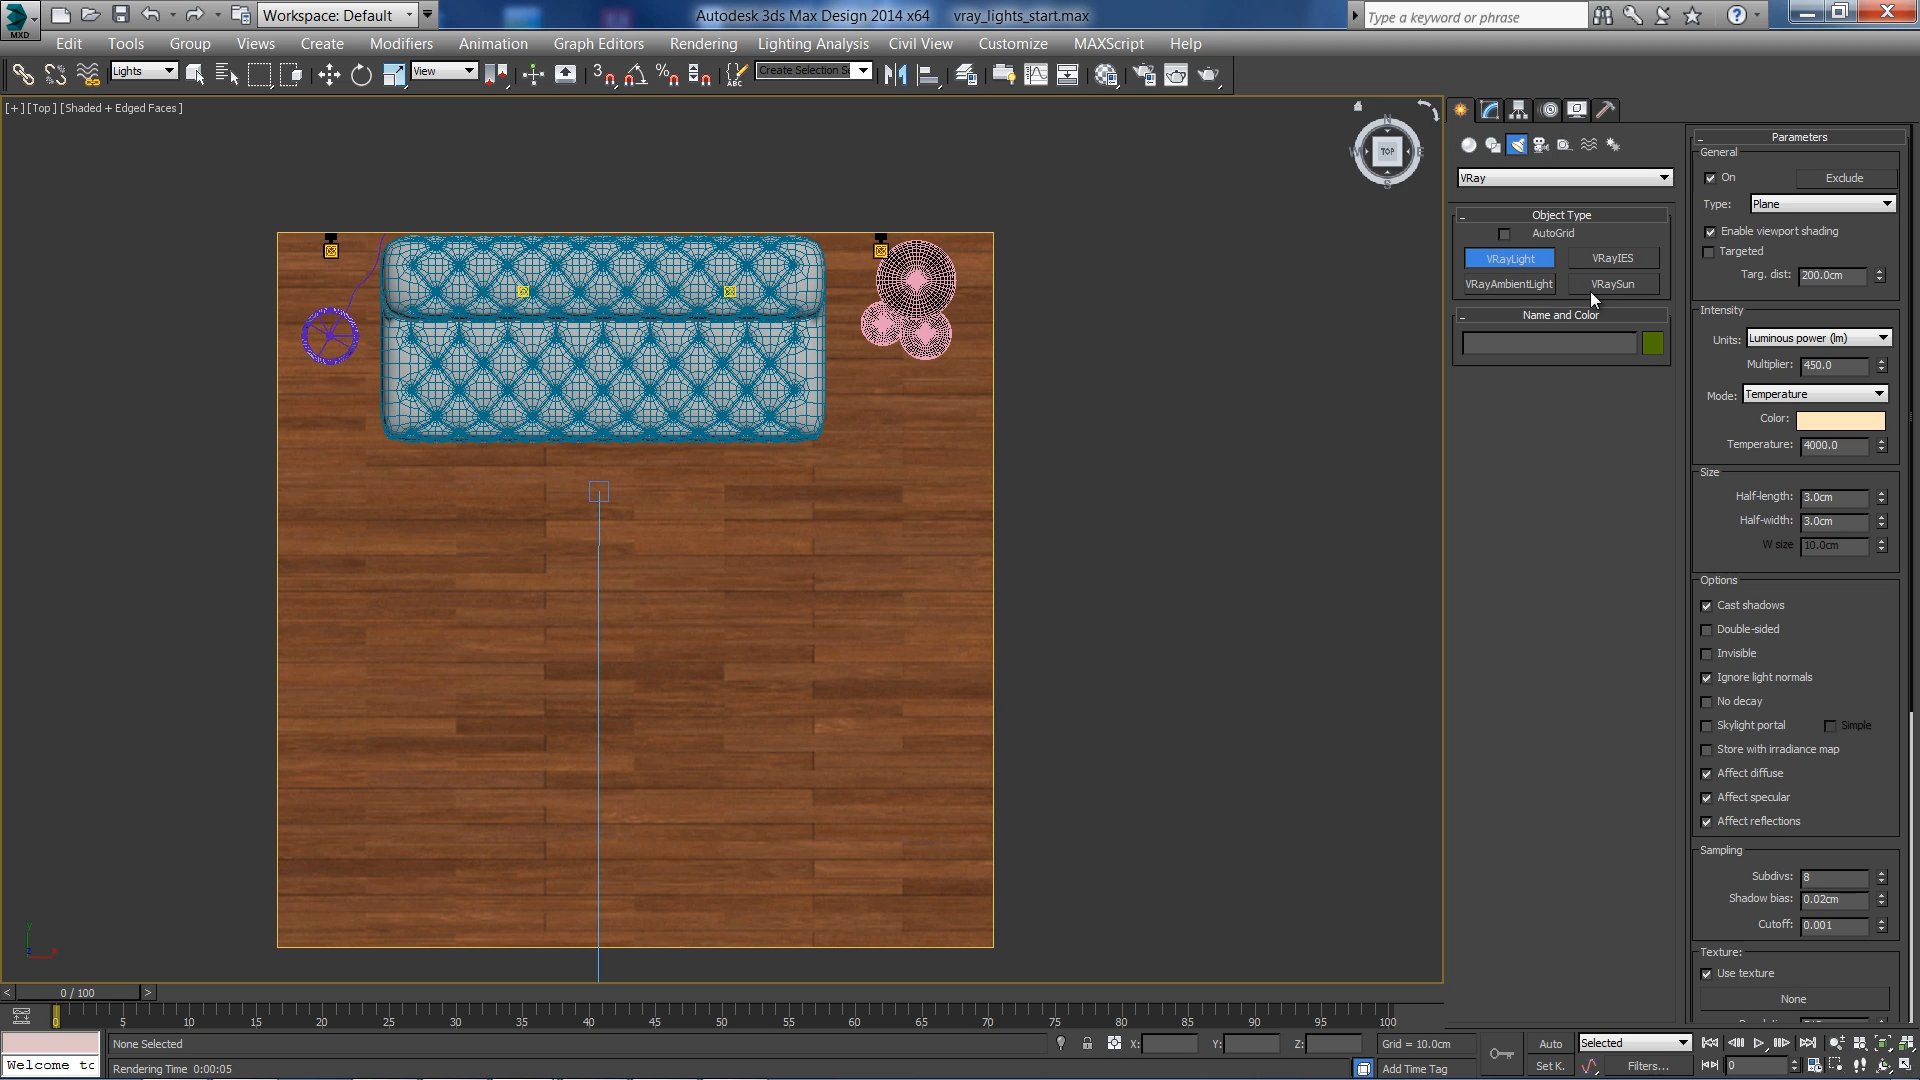 MXD
Workspace: Default
Autodesk 3ds Max Design 2014 x64
vray_lights_start.max
Type a keyword or phrase
Edit Tools Group Views Create Modifiers Animation Graph Editors Rendering Lighting Analysis Civil View Customize MAXScript Help
Lights
View
3
ABC
Create Selection Se
[+] [Top] [Shaded + Edged Faces]
N
TOP
S
VRay
- Object Type
AutoGrid
VRayLight VRayIES
VRayAmbientLight VRaySun
- Name and Color
- Parameters
General
On Exclude
Type: Plane
Enable viewport shading
Targeted
Targ. dist: 200.0cm
Intensity
Units: Luminous power (lm)
Multiplier: 450.0
Mode: Temperature
Color:
Temperature: 4000.0
Size
Half-length: 3.0cm
Half-width: 3.0cm
W size 10.0cm
Options
Cast shadows
Double-sided
Invisible
Ignore light normals
No decay
Skylight portal Simple
Store with irradiance map
Affect diffuse
Affect specular
Affect reflections
Sampling
Subdivs: 8
Shadow bias: 0.02cm
Cutoff: 0.001
Texture:
Use texture
None
< 0 / 100 >
0 5 10 15 20 25 30 35 40 45 50 55 60 65 70 75 80 85 90 95 100
None Selected
X: Y: Z: Grid = 10.0cm
Auto Selected
Welcome tc
Rendering Time 0:00:05
Add Time Tag
Set K. Filters... 0